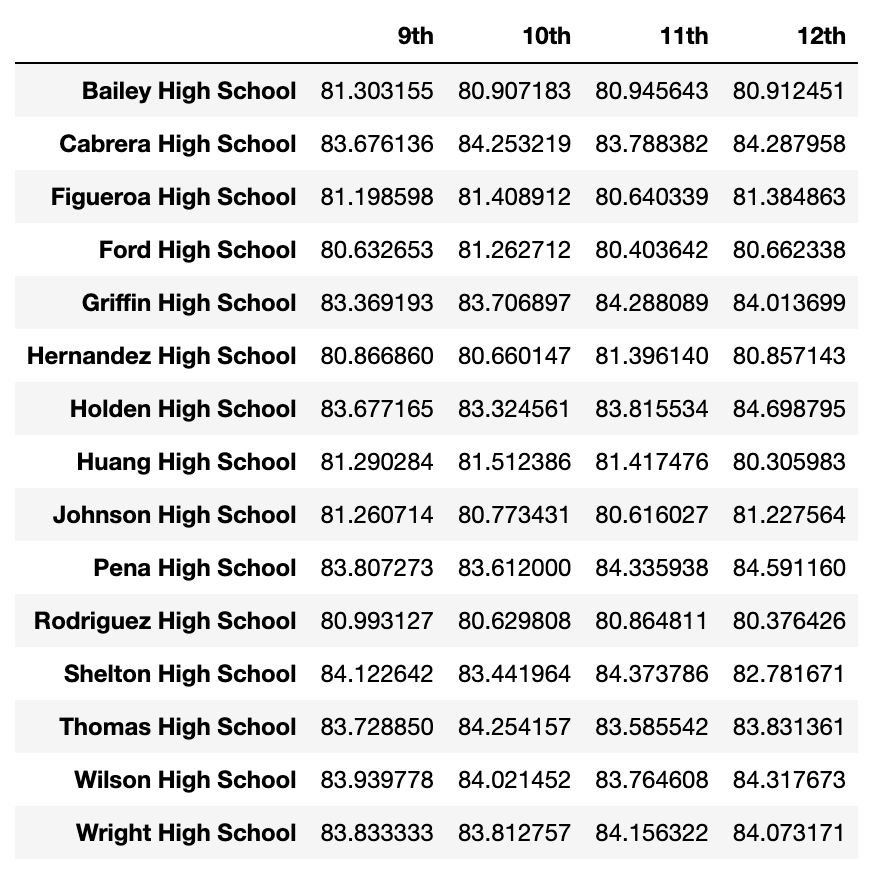 9th 10th 11th 12th
Bailey High School 81.303155 80.907183 80.945643 80.912451
Cabrera High School 83.676136 84.253219 83.788382 84.287958
Figueroa High School 81.198598 81.408912 80.640339 81.384863
Ford High School 80.632653 81.262712 80.403642 80.662338
Griffin High School 83.369193 83.706897 84.288089 84.013699
Hernandez High School 80.866860 80.660147 81.396140 80.857143
Holden High School 83.677165 83.324561 83.815534 84.698795
Huang High School 81.290284 81.512386 81.417476 80.305983
Johnson High School 81.260714 80.773431 80.616027 81.227564
Pena High School 83.807273 83.612000 84.335938 84.591160
Rodriguez High School 80.993127 80.629808 80.864811 80.376426
Shelton High School 84.122642 83.441964 84.373786 82.781671
Thomas High School 83.728850 84.254157 83.585542 83.831361
Wilson High School 83.939778 84.021452 83.764608 84.317673
Wright High School 83.833333 83.812757 84.156322 84.073171